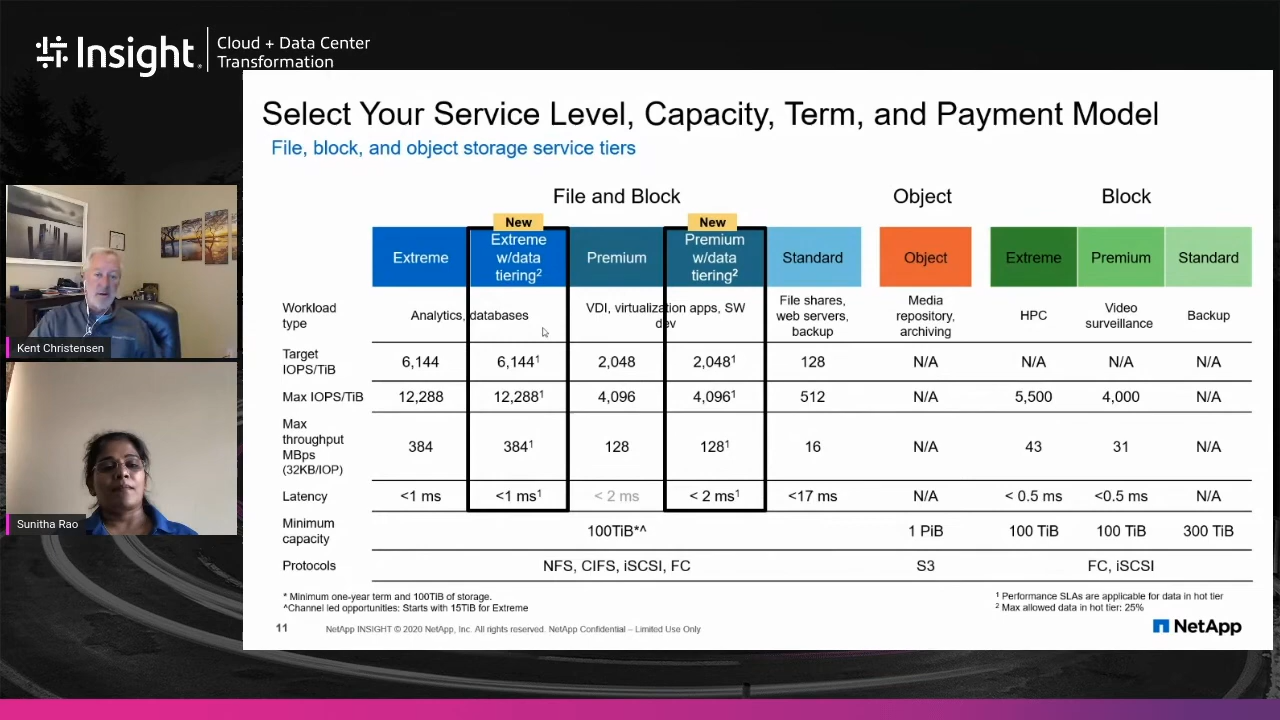 Insight.
Cloud + Data Center
Transformation
Select Your Service Level, Capacity, Term, and Payment Model
File, block, and object storage service tiers
File and Block
Object
Block
New
New
Extreme
Extreme
w/data
tiering2
Premium
Premium
w/data
tiering2
Standard
Object
Extreme
Premium
Standard
Workload
type
Analytics, databases
VDI, virtualization apps, SW
dev
File shares,
web servers,
backup
Media
repository,
archiving
HPC
Video
surveillance
Backup
Target
IOPS/TiB
6,144
6,144¹
2,048
2,048¹
128
N/A
N/A
N/A
N/A
Max IOPS/TiB
12,288
12,288¹
4,096
4,096¹
512
N/A
5,500
4,000
N/A
Max
throughput
MBps
(32KB/IOP)
384
384¹
128
128¹
16
N/A
43
31
N/A
Latency
<1 ms
<1 ms¹
< 2 ms
< 2 ms¹
<17 ms
N/A
< 0.5 ms
<0.5 ms
N/A
Minimum
capacity
100TiB*^
1 PiB
100 TiB
100 TiB
300 TiB
Protocols
NFS, CIFS, iSCSI, FC
S3
FC, iSCSI
* Minimum one-year term and 100TiB of storage.
^Channel led opportunities: Starts with 15TiB for Extreme
¹ Performance SLAs are applicable for data in hot tier
² Max allowed data in hot tier: 25%
11
NetApp INSIGHT © 2020 NetApp, Inc. All rights reserved. NetApp Confidential – Limited Use Only
NetApp
Kent Christensen
Sunitha Rao